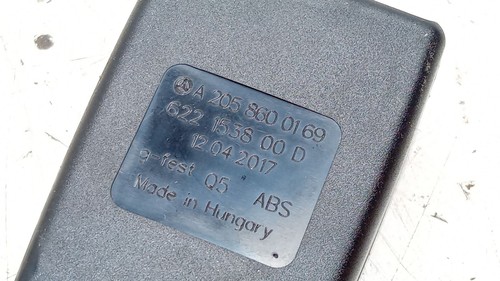 A 205 860 01 69
622 1538 00 D
12 04 2017
a-test Q5 ABS
Made in Hungary